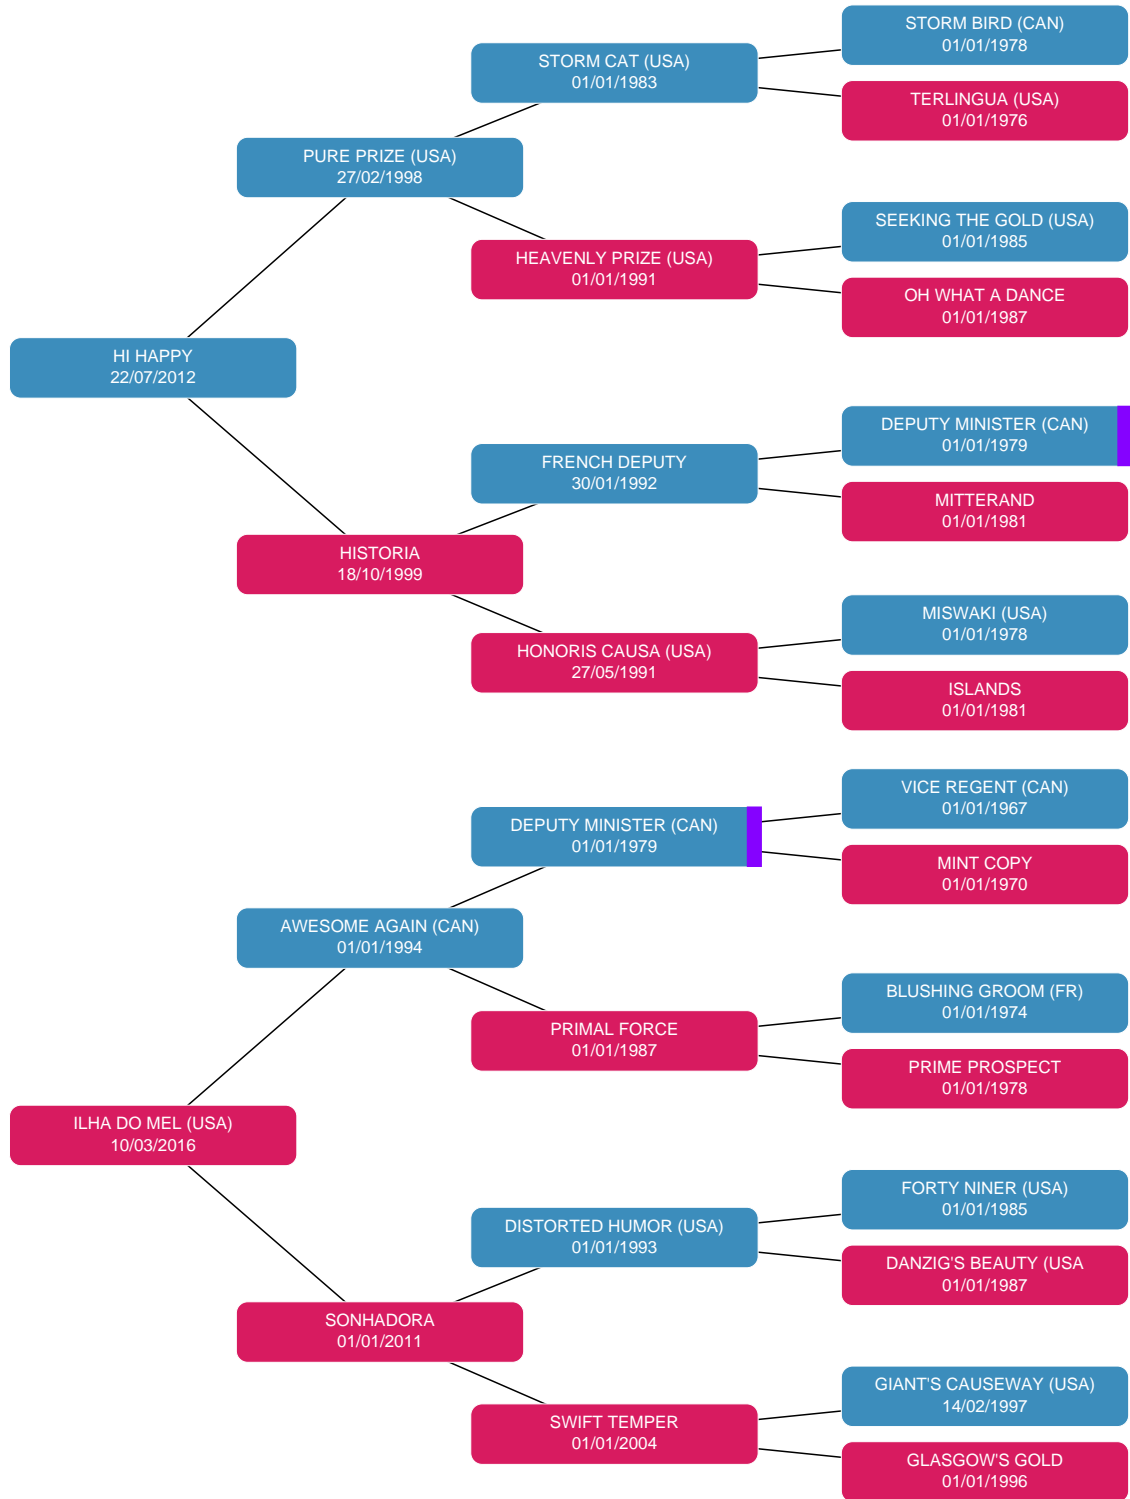 STORM BIRD (CAN)
01/01/1978
STORM CAT (USA)
01/01/1983
TERLINGUA (USA)
01/01/1976
PURE PRIZE (USA)
27/02/1998
SEEKING THE GOLD (USA)
01/01/1985
HEAVENLY PRIZE (USA)
01/01/1991
OH WHAT A DANCE
01/01/1987
HI HAPPY
22/07/2012
DEPUTY MINISTER (CAN)
01/01/1979
FRENCH DEPUTY
30/01/1992
MITTERAND
01/01/1981
HISTORIA
18/10/1999
MISWAKI (USA)
01/01/1978
HONORIS CAUSA (USA)
27/05/1991
ISLANDS
01/01/1981
VICE REGENT (CAN)
01/01/1967
DEPUTY MINISTER (CAN)
01/01/1979
MINT COPY
01/01/1970
AWESOME AGAIN (CAN)
01/01/1994
BLUSHING GROOM (FR)
01/01/1974
PRIMAL FORCE
01/01/1987
PRIME PROSPECT
01/01/1978
ILHA DO MEL (USA)
10/03/2016
FORTY NINER (USA)
01/01/1985
DISTORTED HUMOR (USA)
01/01/1993
DANZIG'S BEAUTY (USA
01/01/1987
SONHADORA
01/01/2011
GIANT'S CAUSEWAY (USA)
14/02/1997
SWIFT TEMPER
01/01/2004
GLASGOW'S GOLD
01/01/1996